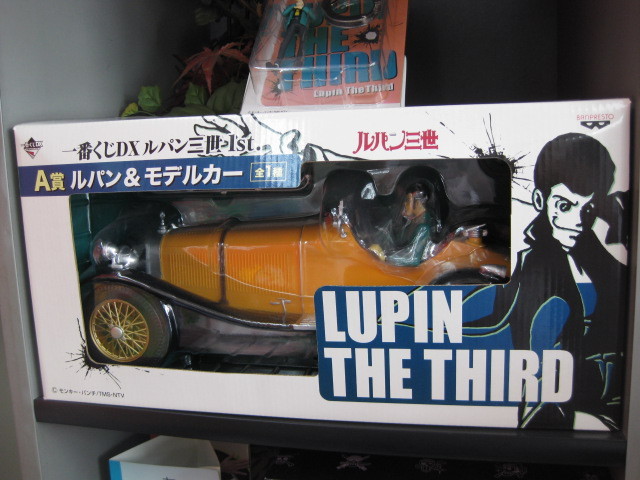 THE
THIRD
Lupin The Third
一番くじDX ルパン三世-1st
ルパン三世
BANPRESTO
A賞 ルパン&モデルカー 全1種
LUPIN
THE THIRD
© モンキー・パンチ/TMS・NTV